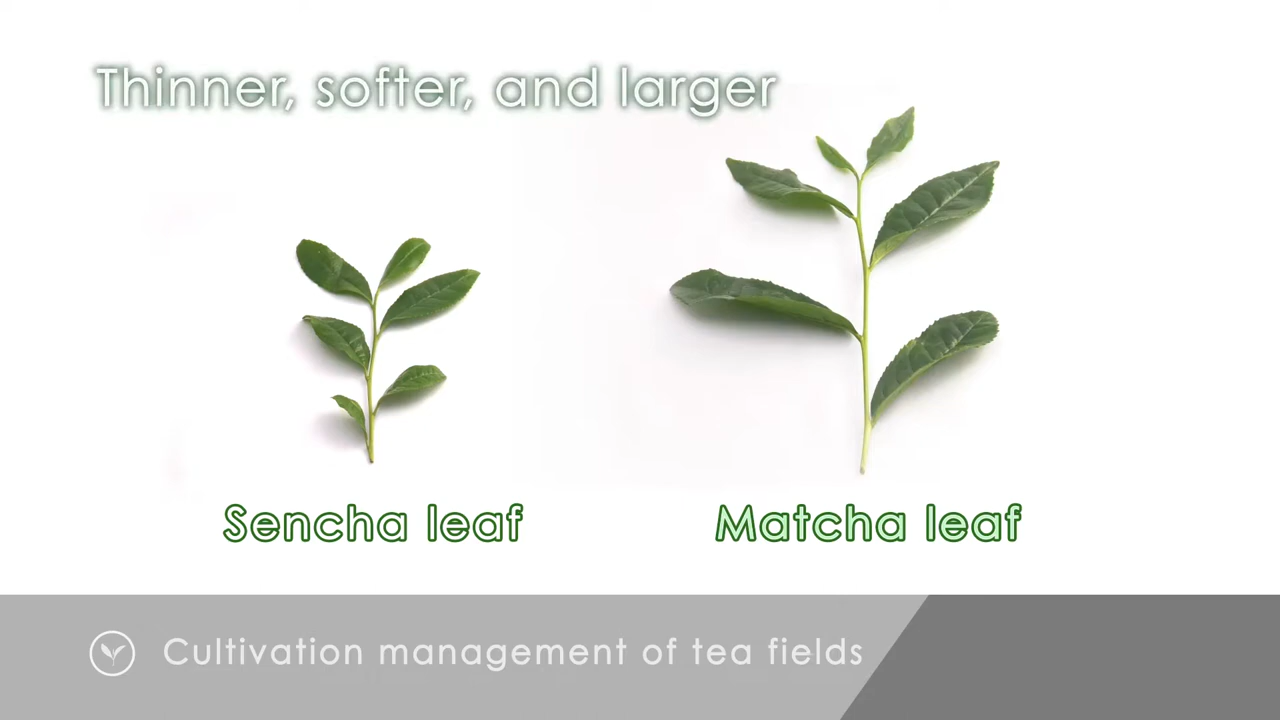 Thinner, softer, and larger
Sencha leaf
Matcha leaf
Cultivation management of tea fields